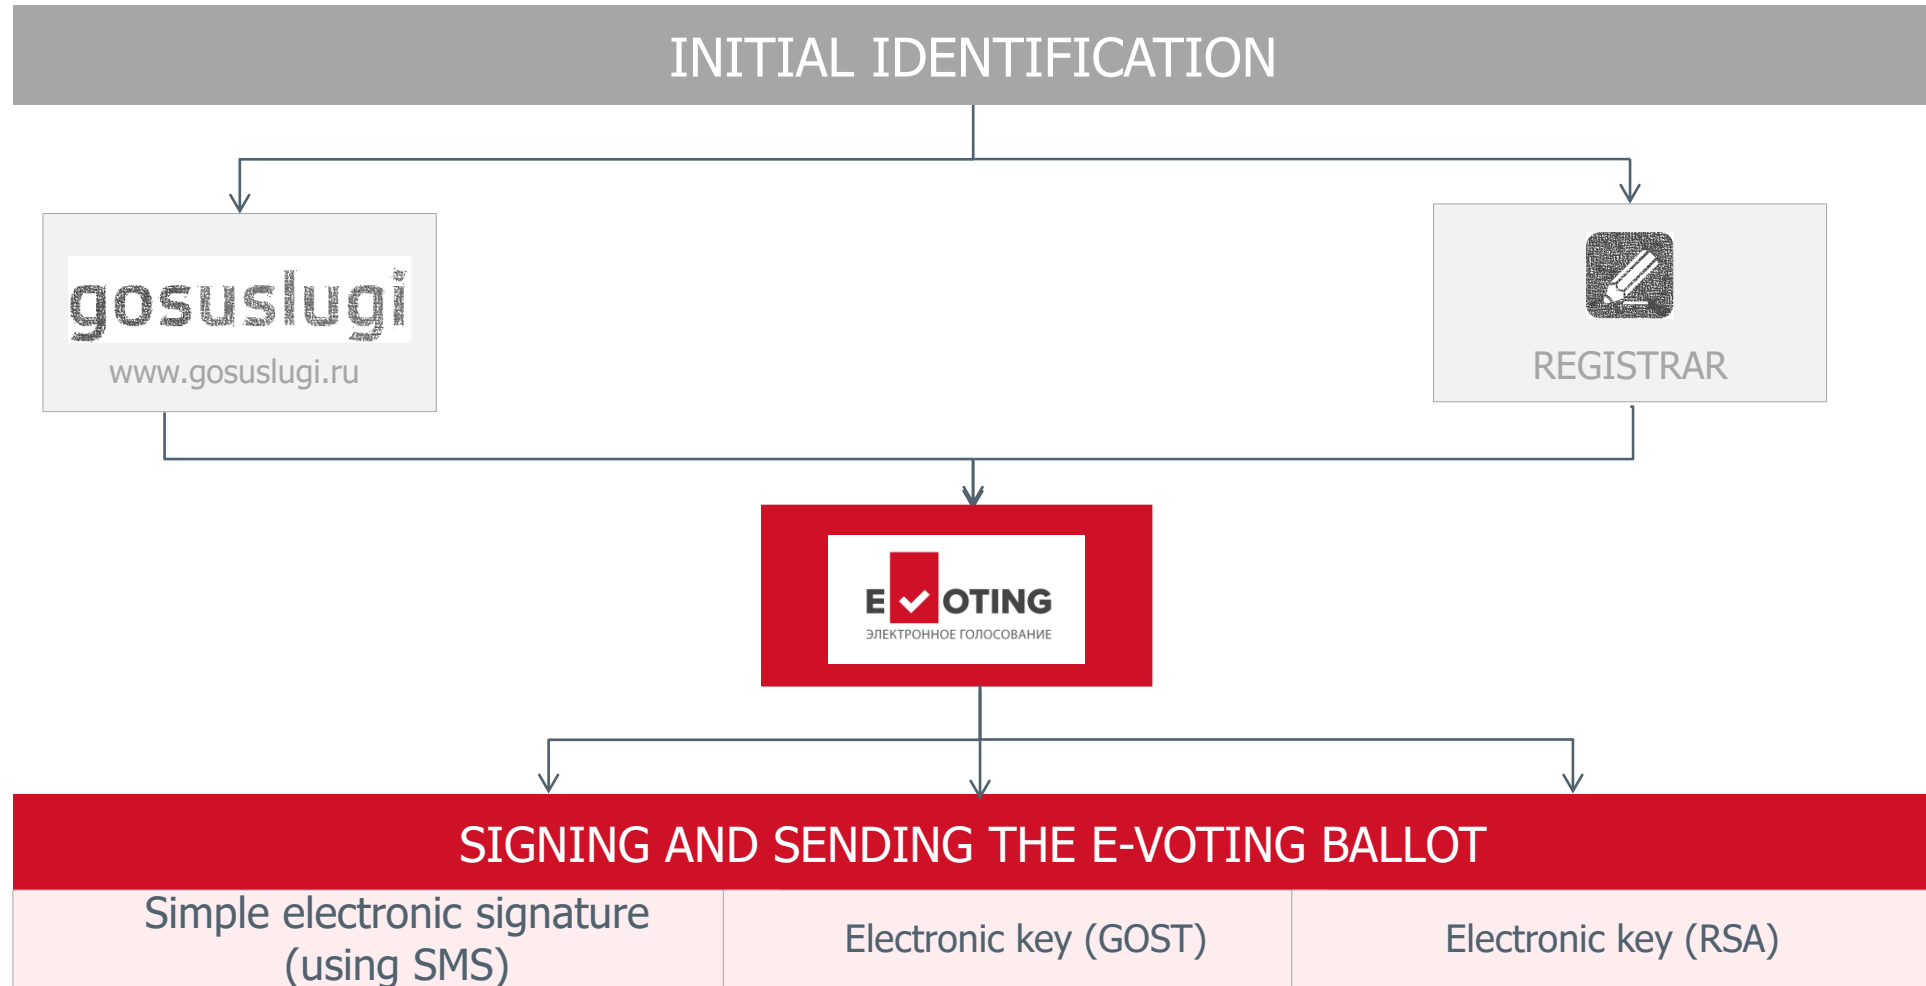 INITIAL IDENTIFICATION
gosuslugi
www.gosuslugi.ru
REGISTRAR
E OTING
ЭЛЕКТРОННОЕ ГОЛОСОВАНИЕ
SIGNING AND SENDING THE E-VOTING BALLOT
Simple electronic signature
(using SMS)
Electronic key (GOST)
Electronic key (RSA)